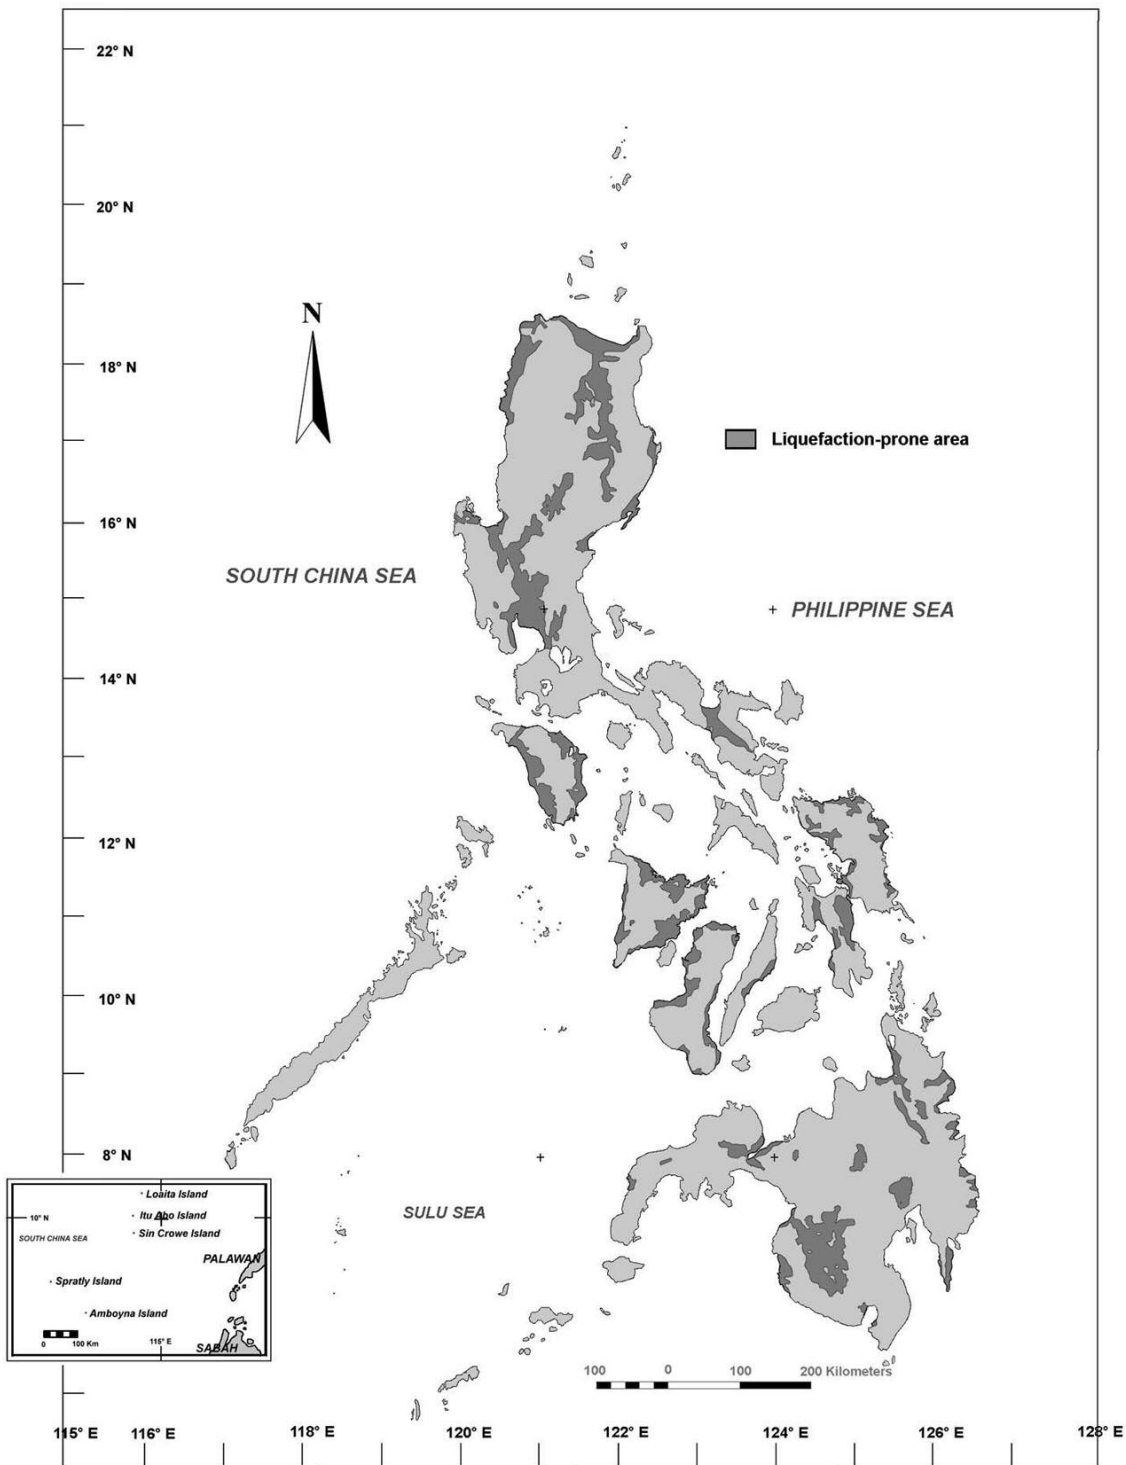 22° N
20° N
N
18° N
Liquefaction-prone area
16° N
SOUTH CHINA SEA
PHILIPPINE SEA
14° N
12° N
10° N
8° N
SULU SEA
Loaita Island
10° N
Itu Abo Island
Sin Crowe Island
SOUTH CHINA SEA
PALAWAN
Spratly Island
Amboyna Island
0 100 Km
115° E
SABAH
100 0 100 200 Kilometers
115° E 116° E 118° E 120° E 122° E 124° E 126° E 128° E